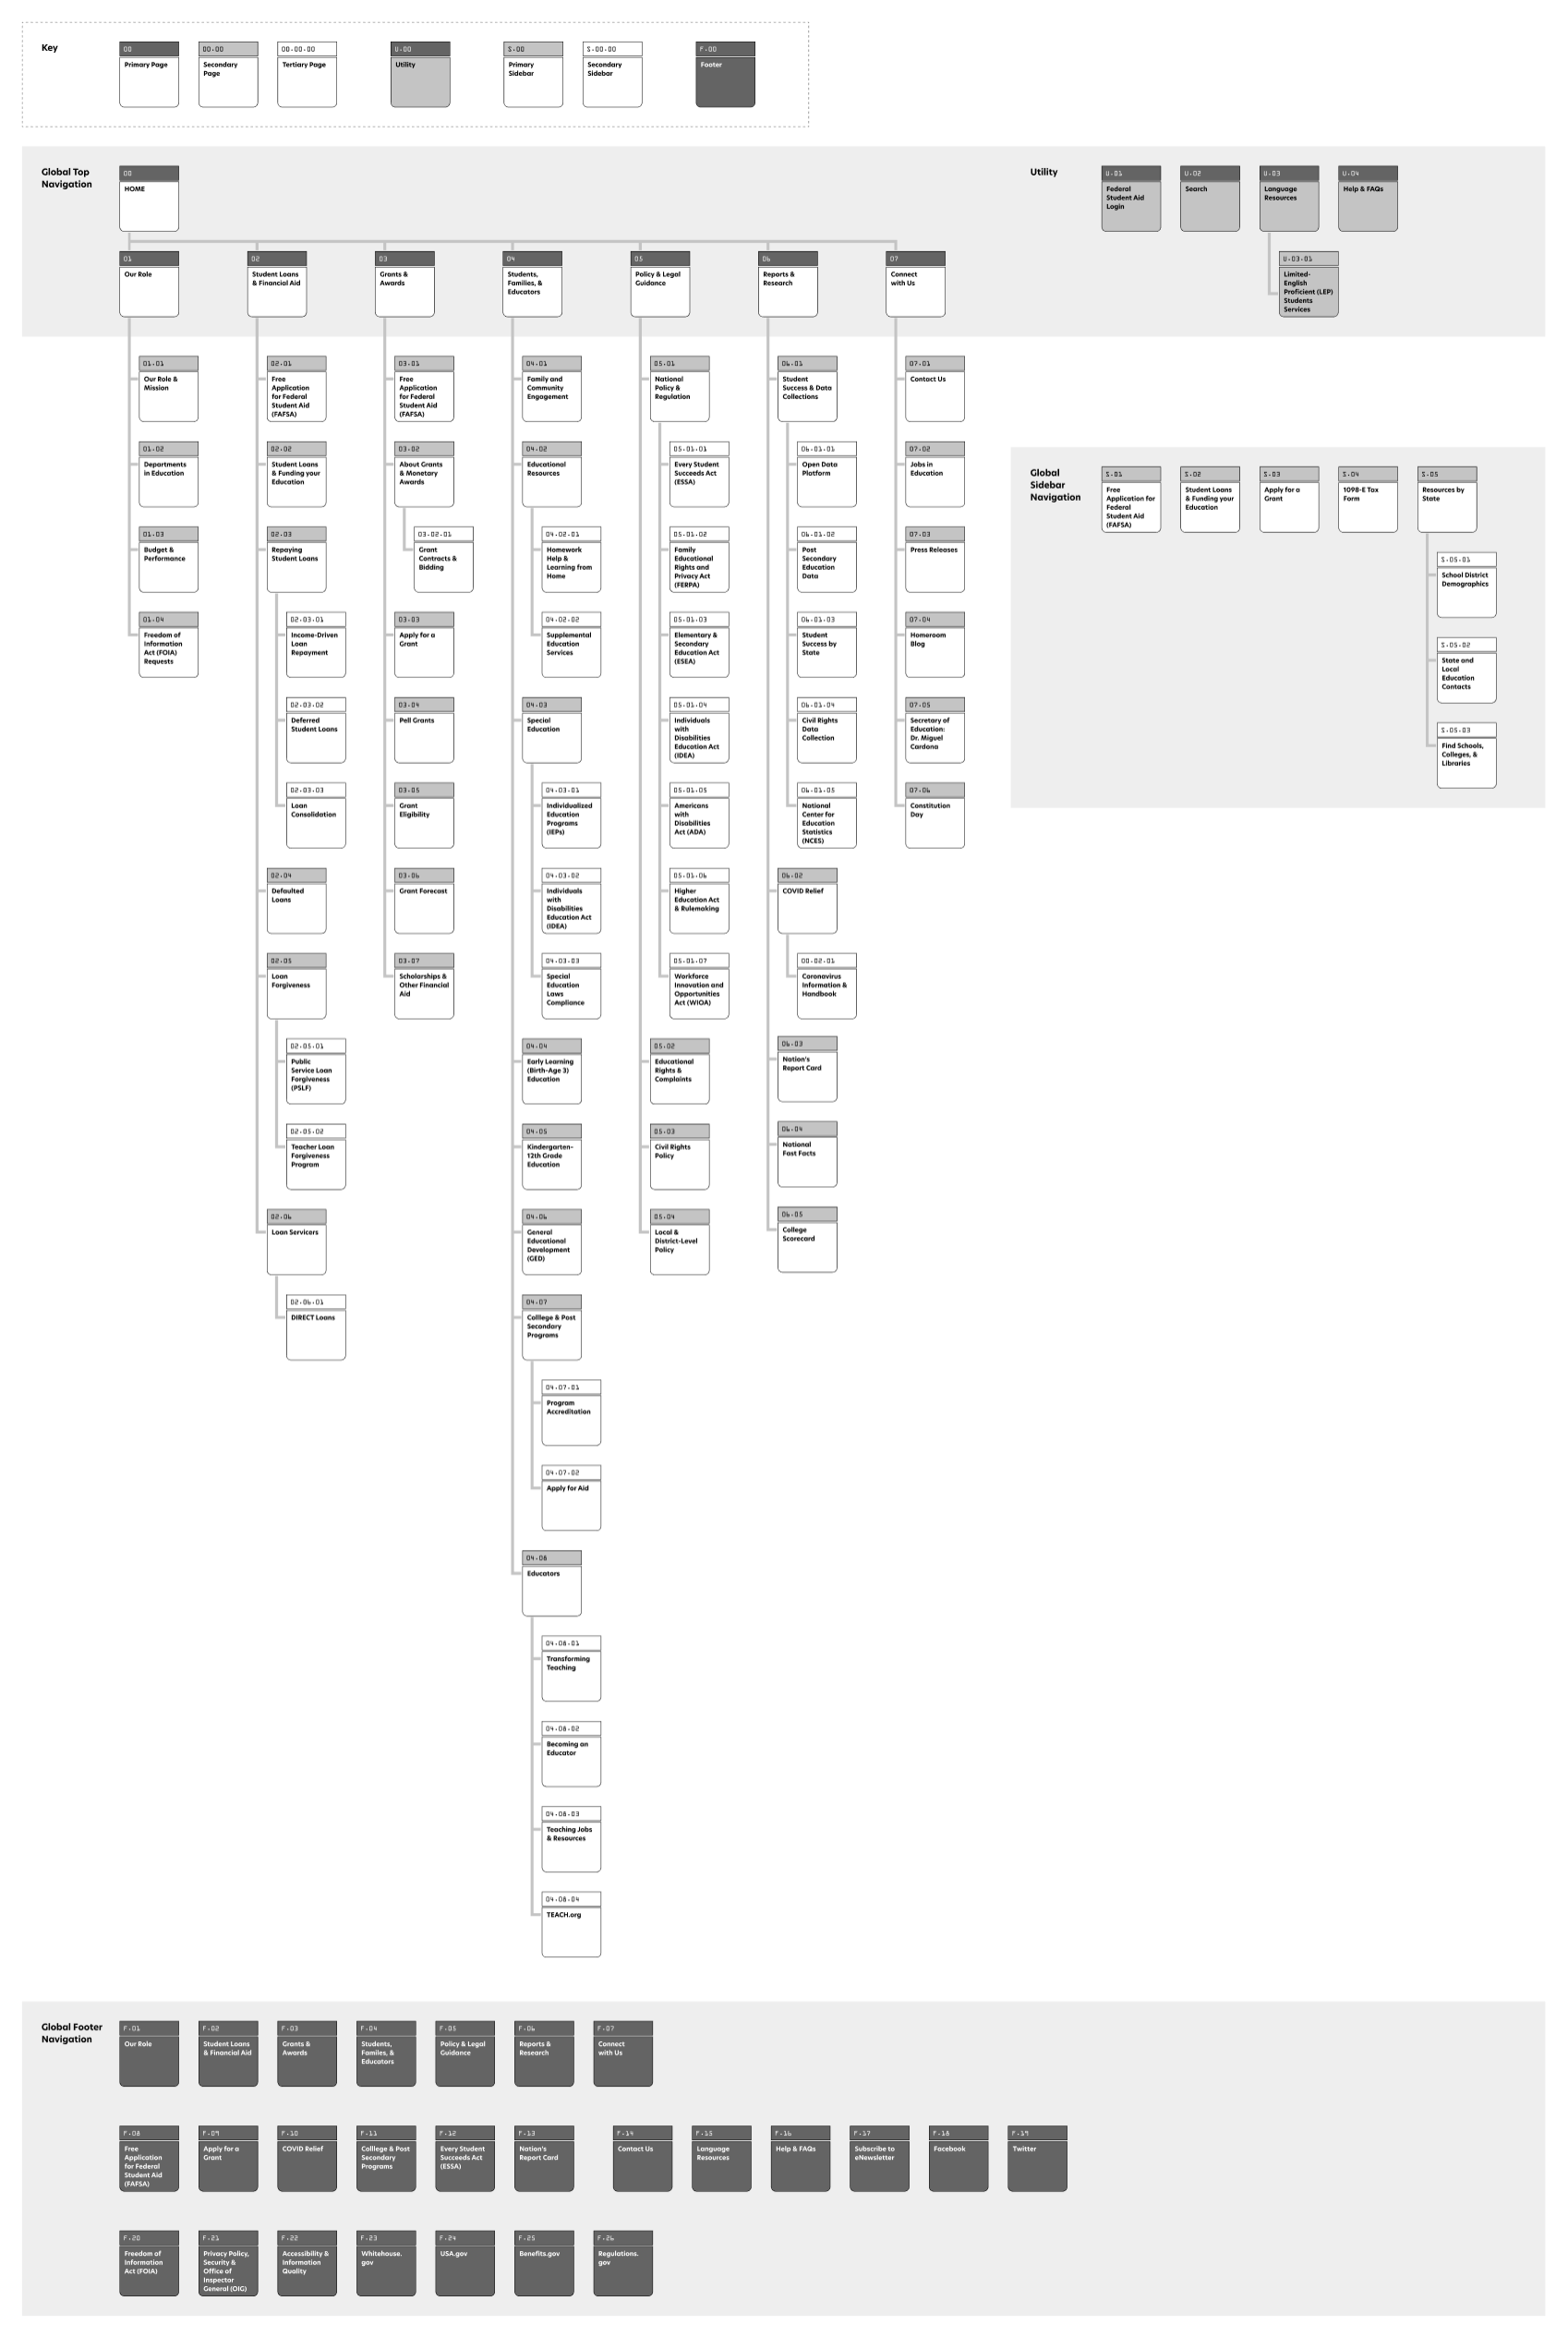 Key
00
Primary Page
00-00
Secondary
Page
00-00-00
Tertiary Page
U-00
Utility
S-00
Primary
Sidebar
S-00-00
Secondary
Sidebar
F-00
Footer
Global Top
Navigation
00
HOME
Utility
U-01
Federal
Student Aid
Login
U-02
Search
U-03
Language
Resources
U-04
Help & FAQs
U-03-01
Limited-
English
Proficient (LEP)
Students
Services
01
Our Role
02
Student Loans
& Financial Aid
03
Grants &
Awards
04
Students,
Families, &
Educators
05
Policy & Legal
Guidance
06
Reports &
Research
07
Connect
with Us
01-01
Our Role &
Mission
01-02
Departments
in Education
01-03
Budget &
Performance
01-04
Freedom of
Information
Act (FOIA)
Requests
02-01
Free
Application
for Federal
Student Aid
(FAFSA)
02-02
Student Loans
& Funding your
Education
02-03
Repaying
Student Loans
02-03-01
Income-Driven
Loan
Repayment
02-03-02
Deferred
Student Loans
02-03-03
Loan
Consolidation
02-04
Defaulted
Loans
02-05
Loan
Forgiveness
02-05-01
Public
Service Loan
Forgiveness
(PSLF)
02-05-02
Teacher Loan
Forgiveness
Program
02-06
Loan Servicers
02-06-01
DIRECT Loans
03-01
Free
Application
for Federal
Student Aid
(FAFSA)
03-02
About Grants
& Monetary
Awards
03-02-01
Grant
Contracts &
Bidding
03-03
Apply for a
Grant
03-04
Pell Grants
03-05
Grant
Eligibility
03-06
Grant Forecast
03-07
Scholarships &
Other Financial
Aid
04-01
Family and
Community
Engagement
04-02
Educational
Resources
04-02-01
Homework
Help &
Learning from
Home
04-02-02
Supplemental
Education
Services
04-03
Special
Education
04-03-01
Individualized
Education
Programs
(IEPs)
04-03-02
Individuals
with
Disabilities
Education Act
(IDEA)
04-03-03
Special
Education
Laws
Compliance
04-04
Early Learning
(Birth-Age 3)
Education
04-05
Kindergarten-
12th Grade
Education
04-06
General
Educational
Development
(GED)
04-07
Colllege & Post
Secondary
Programs
04-07-01
Program
Accreditation
04-07-02
Apply for Aid
04-08
Educators
04-08-01
Transforming
Teaching
04-08-02
Becoming an
Educator
04-08-03
Teaching Jobs
& Resources
04-08-04
TEACH.org
05-01
National
Policy &
Regulation
05-01-01
Every Student
Succeeds Act
(ESSA)
05-01-02
Family
Educational
Rights and
Privacy Act
(FERPA)
05-01-03
Elementary &
Secondary
Education Act
(ESEA)
05-01-04
Individuals
with
Disabilities
Education Act
(IDEA)
05-01-05
Americans
with
Disabilities
Act (ADA)
05-01-06
Higher
Education Act
& Rulemaking
05-01-07
Workforce
Innovation and
Opportunities
Act (WIOA)
05-02
Educational
Rights &
Complaints
05-03
Civil Rights
Policy
05-04
Local &
District-Level
Policy
06-01
Student
Success & Data
Collections
06-01-01
Open Data
Platform
06-01-02
Post
Secondary
Education
Data
06-01-03
Student
Success by
State
06-01-04
Civil Rights
Data
Collection
06-01-05
National
Center for
Education
Statistics
(NCES)
06-02
COVID Relief
00-02-01
Coronavirus
Information &
Handbook
06-03
Nation's
Report Card
06-04
National
Fast Facts
06-05
College
Scorecard
07-01
Contact Us
07-02
Jobs in
Education
07-03
Press Releases
07-04
Homeroom
Blog
07-05
Secretary of
Education:
Dr. Miguel
Cardona
07-06
Constitution
Day
Global
Sidebar
Navigation
S-01
Free
Application for
Federal
Student Aid
(FAFSA)
S-02
Student Loans
& Funding your
Education
S-03
Apply for a
Grant
S-04
1098-E Tax
Form
S-05
Resources by
State
S-05-01
School District
Demographics
S-05-02
State and
Local
Education
Contacts
S-05-03
Find Schools,
Colleges, &
Libraries
Global Footer
Navigation
F-01
Our Role
F-02
Student Loans
& Financial Aid
F-03
Grants &
Awards
F-04
Students,
Familes, &
Educators
F-05
Policy & Legal
Guidance
F-06
Reports &
Research
F-07
Connect
with Us
F-08
Free
Application
for Federal
Student Aid
(FAFSA)
F-09
Apply for a
Grant
F-10
COVID Relief
F-11
Colllege & Post
Secondary
Programs
F-12
Every Student
Succeeds Act
(ESSA)
F-13
Nation's
Report Card
F-14
Contact Us
F-15
Language
Resources
F-16
Help & FAQs
F-17
Subscribe to
eNewsletter
F-18
Facebook
F-19
Twitter
F-20
Freedom of
Information
Act (FOIA)
F-21
Privacy Policy,
Security &
Office of
Inspector
General (OIG)
F-22
Accessibility &
Information
Quality
F-23
Whitehouse.
gov
F-24
USA.gov
F-25
Benefits.gov
F-26
Regulations.
gov